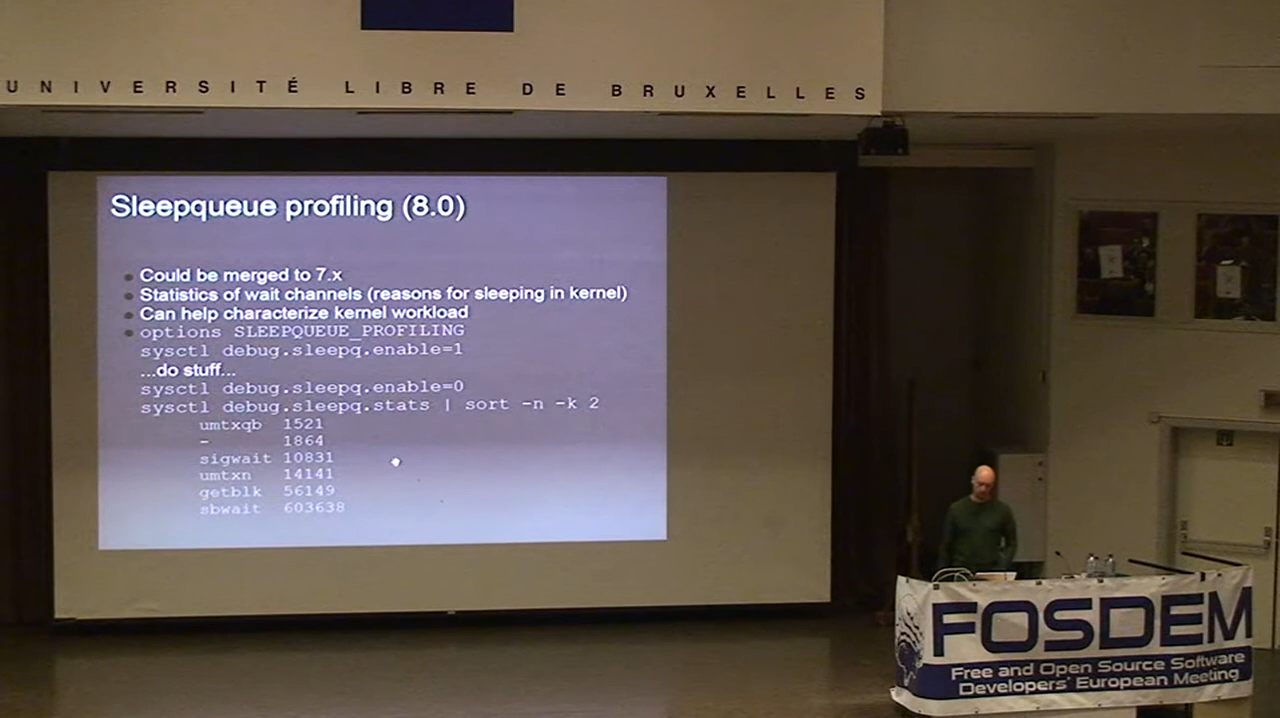 UNIVERSITÉ LIBRE DE BRUXELLES
Sleepqueue profiling (8.0)
Could be merged to 7.x
Statistics of wait channels (reasons for sleeping in kernel)
Can help characterize kernel workload
options SLEEPQUEUE_PROFILING
sysctl debug.sleepq.enable=1
...do stuff...
sysctl debug.sleepq.enable=0
sysctl debug.sleepq.stats | sort -n -k 2
umtxqb 1521
- 1864
sigwait 10831
umtxn 14141
getblk 56149
sbwait 603638
FOSDEM
Free and Open Source Software
Developers' European Meeting